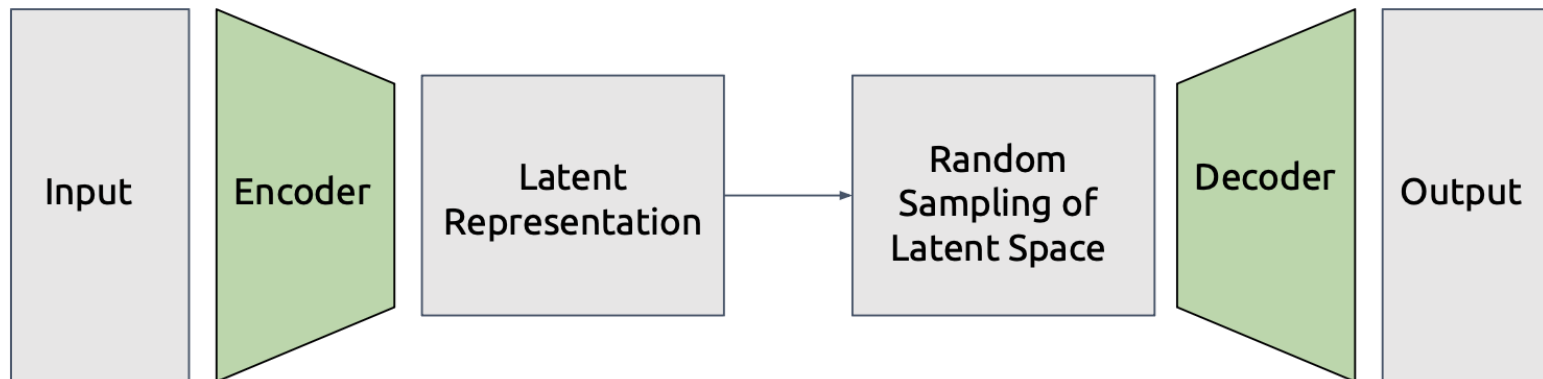 Input
Encoder
Latent
Representation
Random
Sampling of
Latent Space
Decoder
Output